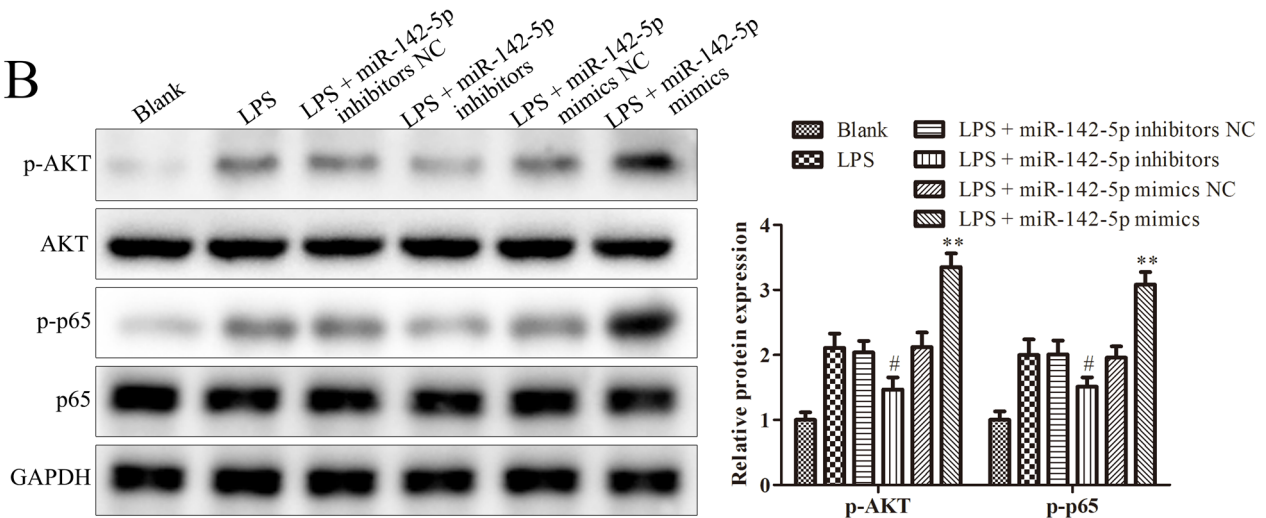 B
Blank
LPS
LPS + miR-142-5p
inhibitors NC
LPS + miR-142-5p
inhibitors
LPS + miR-142-5p
mimics NC
LPS + miR-142-5p
mimics
p-AKT
AKT
p-p65
p65
GAPDH
Blank
LPS
LPS + miR-142-5p inhibitors NC
LPS + miR-142-5p inhibitors
LPS + miR-142-5p mimics NC
LPS + miR-142-5p mimics
Relative protein expression
4
3
2
1
0
#
**
#
**
p-AKT
p-p65